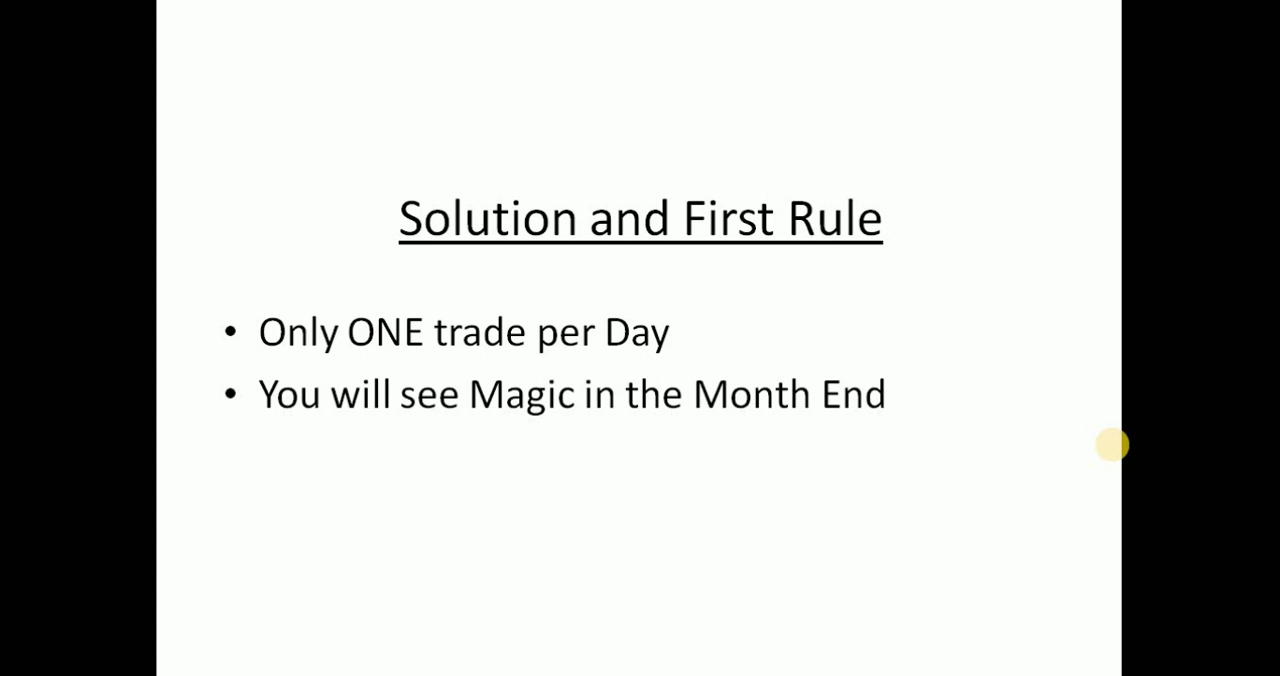 Solution and First Rule
• Only ONE trade per Day
• You will see Magic in the Month End